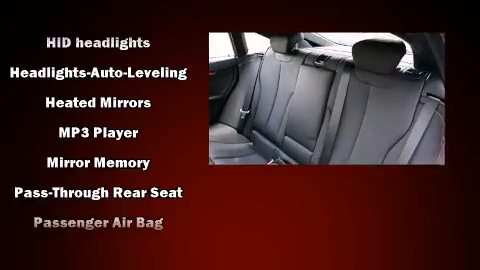 HID headlights
Headlights-Auto-Leveling
Heated Mirrors
MP3 Player
Mirror Memory
Pass-Through Rear Seat
Passenger Air Bag